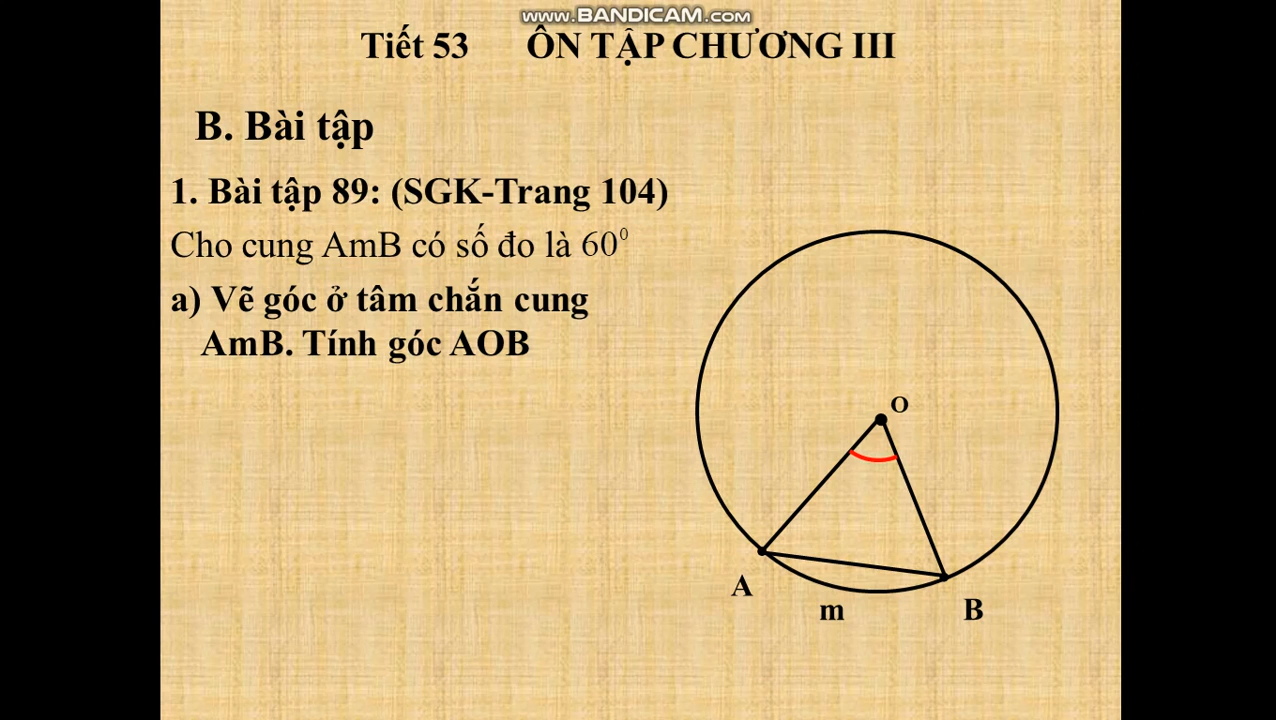 www.BANDICAM.com
Tiết 53 ÔN TẬP CHƯƠNG III
B. Bài tập
1. Bài tập 89: (SGK-Trang 104)
Cho cung AmB có số đo là 60⁰
a) Vẽ góc ở tâm chắn cung
AmB. Tính góc AOB
O
A
m
B